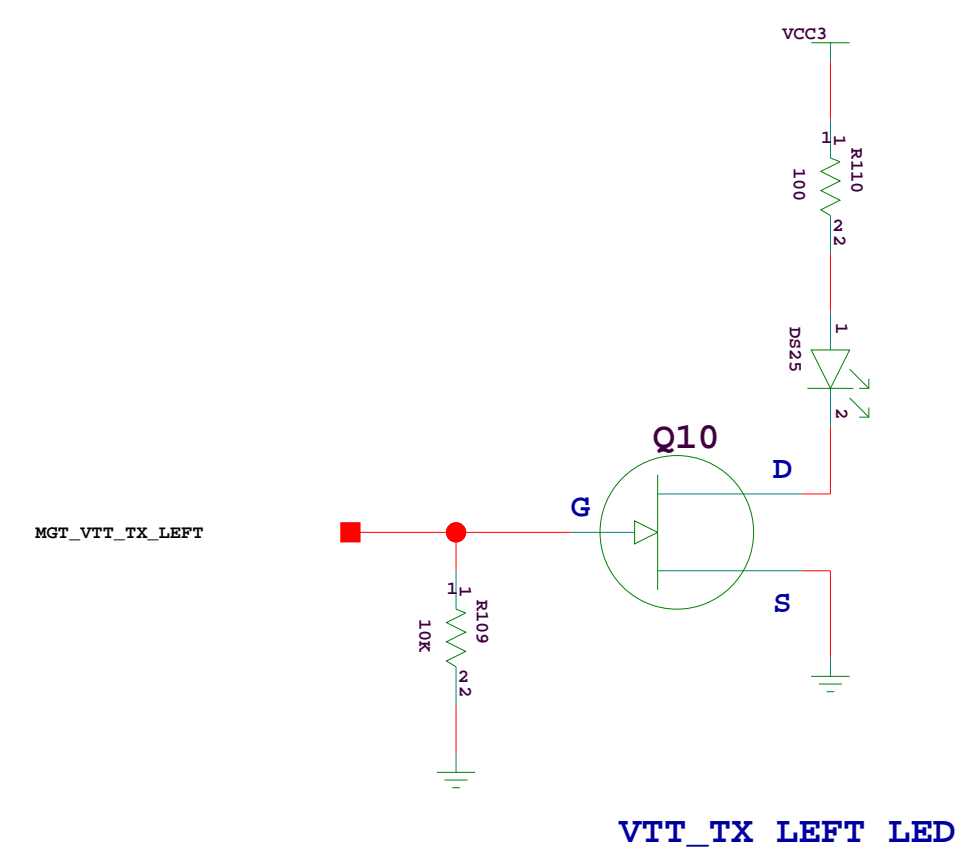 VCC3
1
1
R110
100
2
2
1
DS25
2
Q10
D
G
MGT_VTT_TX_LEFT
1
1
R109
S
10K
2
2
VTT_TX LEFT LED